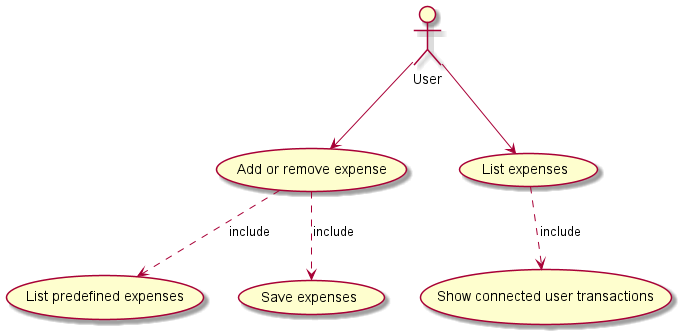 User
Add or remove expense
List expenses
include
include
include
List predefined expenses
Save expenses
Show connected user transactions